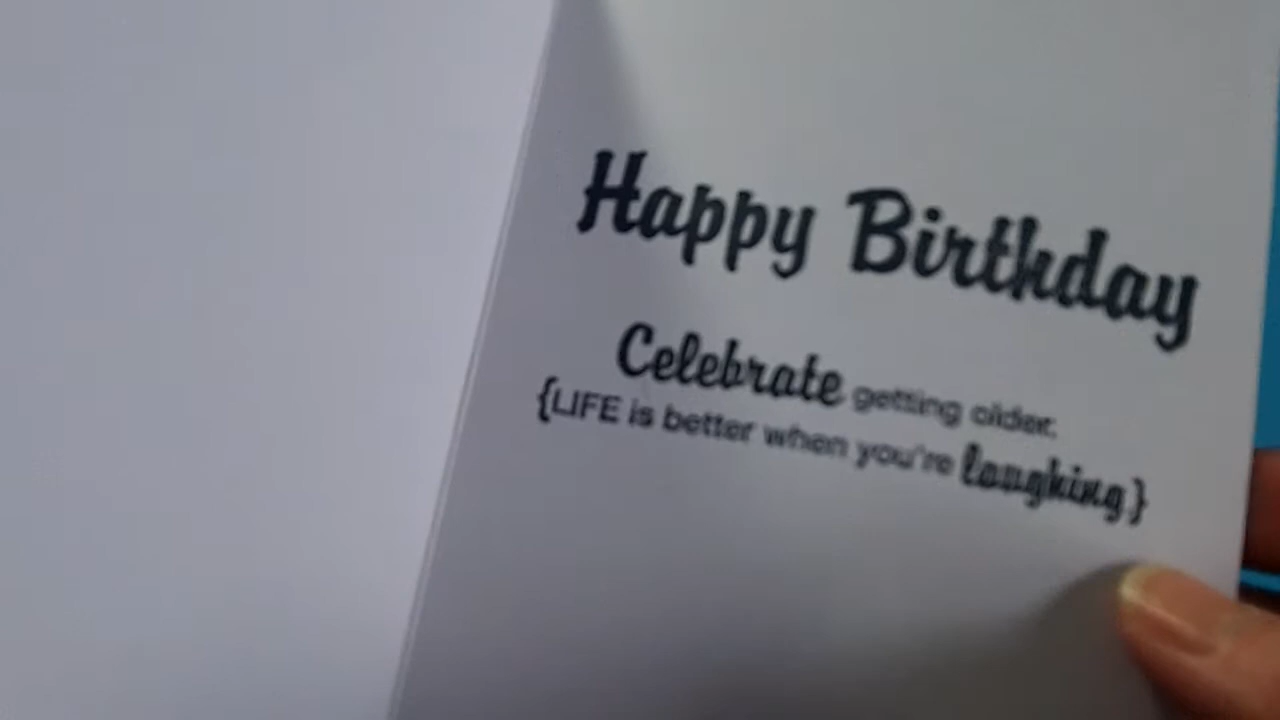 Happy Birthday
Celebrate getting older.
{LIFE is better when you're laughing}